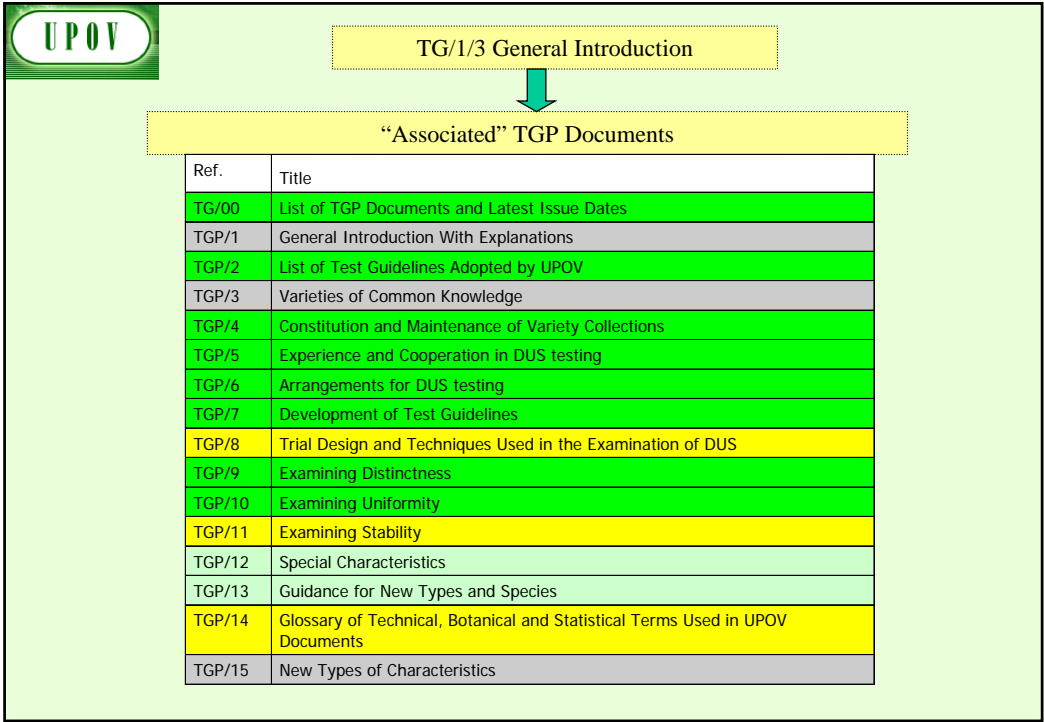 UPOV
TG/1/3 General Introduction
“Associated” TGP Documents
Ref. Title
TG/00 List of TGP Documents and Latest Issue Dates
TGP/1 General Introduction With Explanations
TGP/2 List of Test Guidelines Adopted by UPOV
TGP/3 Varieties of Common Knowledge
TGP/4 Constitution and Maintenance of Variety Collections
TGP/5 Experience and Cooperation in DUS testing
TGP/6 Arrangements for DUS testing
TGP/7 Development of Test Guidelines
TGP/8 Trial Design and Techniques Used in the Examination of DUS
TGP/9 Examining Distinctness
TGP/10 Examining Uniformity
TGP/11 Examining Stability
TGP/12 Special Characteristics
TGP/13 Guidance for New Types and Species
TGP/14 Glossary of Technical, Botanical and Statistical Terms Used in UPOV
Documents
TGP/15 New Types of Characteristics